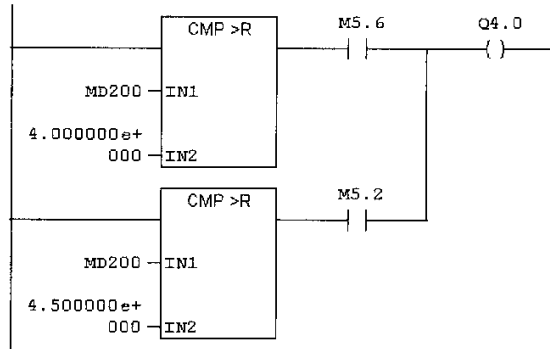 CMP >R
M5.6
Q4.0
MD200 IN1
4.000000e+
000 IN2
CMP >R
M5.2
MD200 IN1
4.500000e+
000 IN2